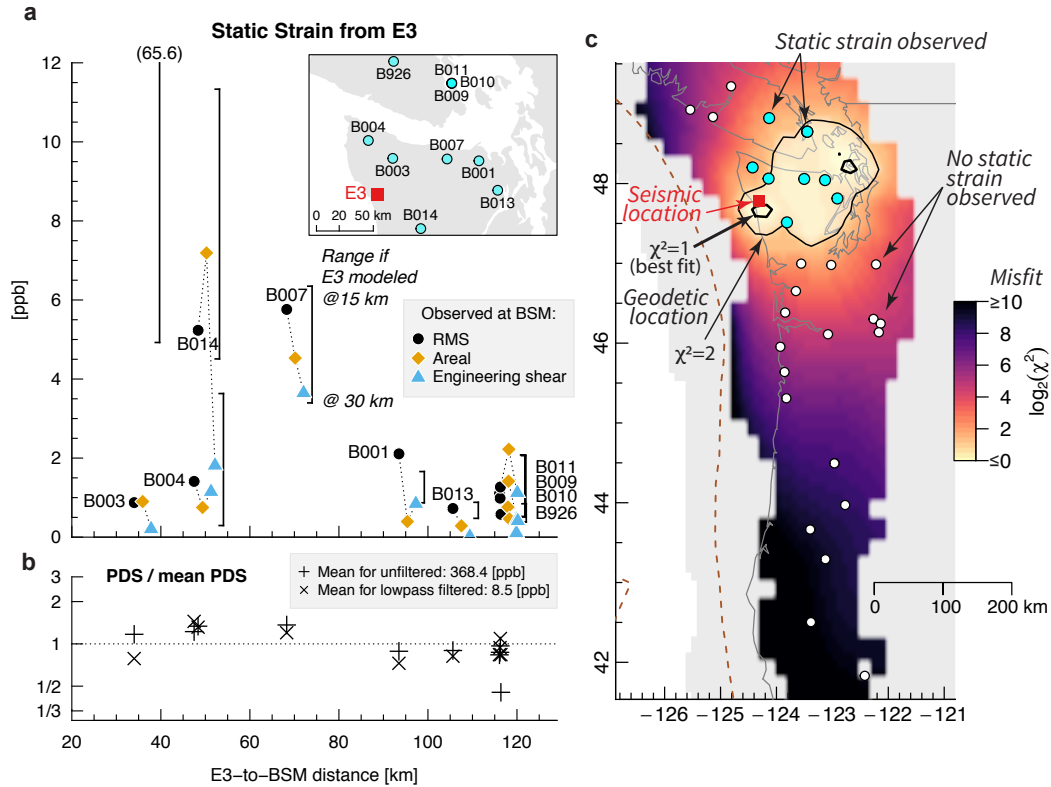 a
Static Strain from E3
(65.6)
12
10
8
6
4
2
0
[ppb]
B926
B011
B010
B009
B004
B007
B003
B001
E3
B013
B014
0 50 km
Range if
E3 modeled
@15 km
@ 30 km
B007
B014
Observed at BSM:
RMS
Areal
Engineering shear
B003
B004
B001
B013
B011
B009
B010
B926
b
PDS / mean PDS
Mean for unfiltered: 368.4 [ppb]
Mean for lowpass filtered: 8.5 [ppb]
3
2
1
1/2
1/3
20 40 60 80 100 120
E3−to−BSM distance [km]
c
Static strain observed
No static
strain
observed
Seismic
location
χ²=1
(best fit)
Geodetic
location
χ²=2
Misfit
≥10
8
6
4
2
≤0
log₂(χ²)
0 100 200 km
48
46
44
42
−126 −125 −124 −123 −122 −121